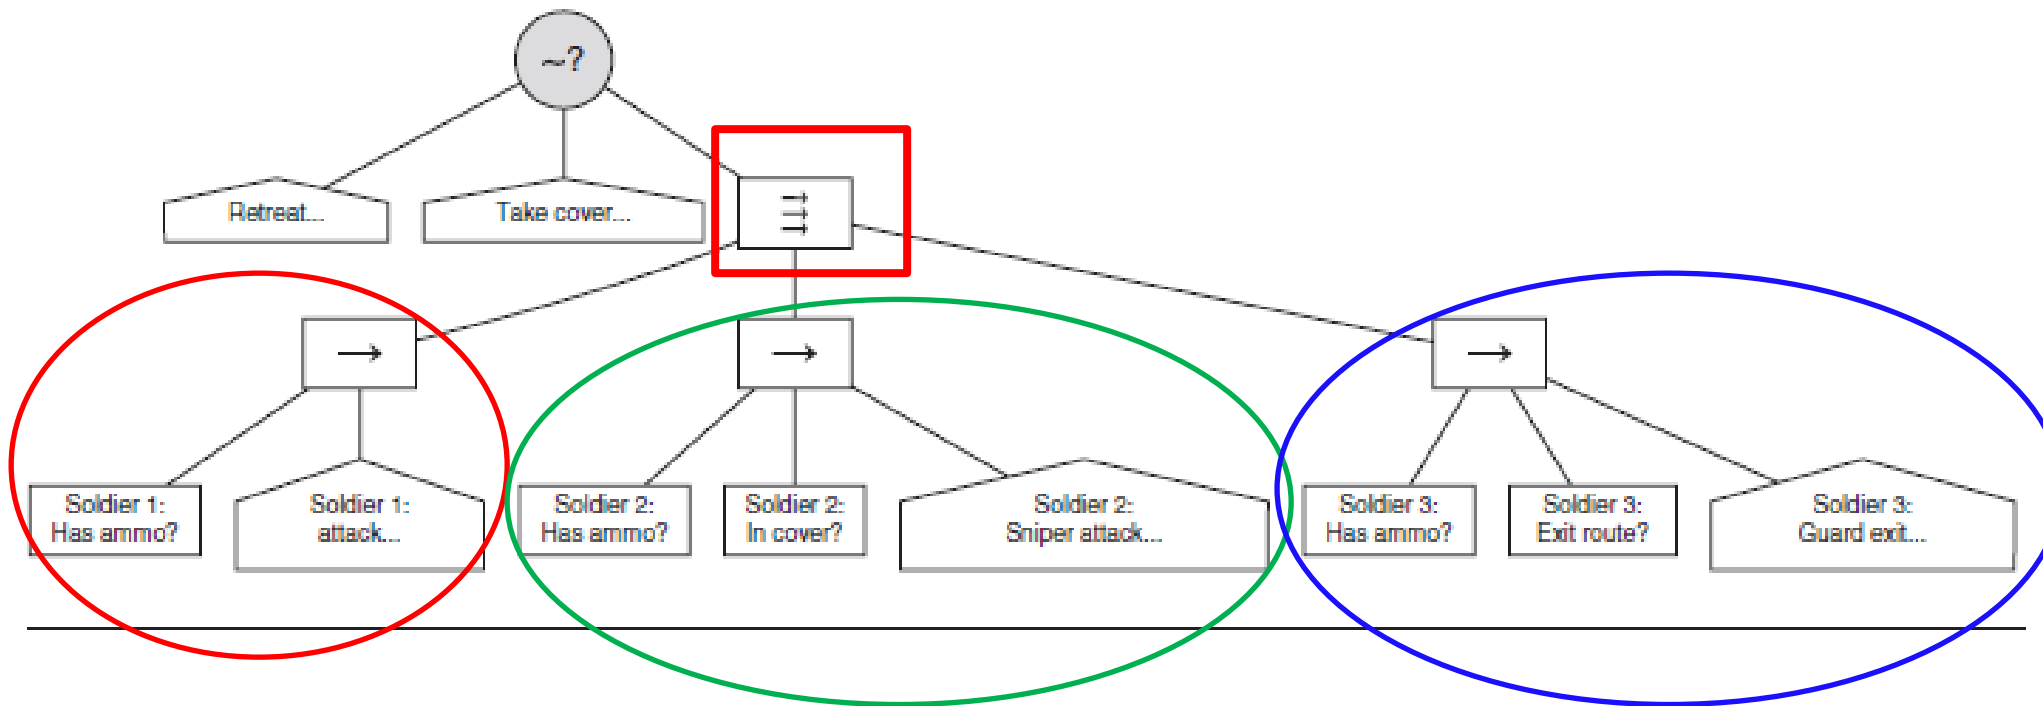 ~?
Retreat...
Take cover...
Soldier 1:
Has ammo?
Soldier 1:
attack...
Soldier 2:
Has ammo?
Soldier 2:
In cover?
Soldier 2:
Sniper attack...
Soldier 3:
Has ammo?
Soldier 3:
Exit route?
Soldier 3:
Guard exit...